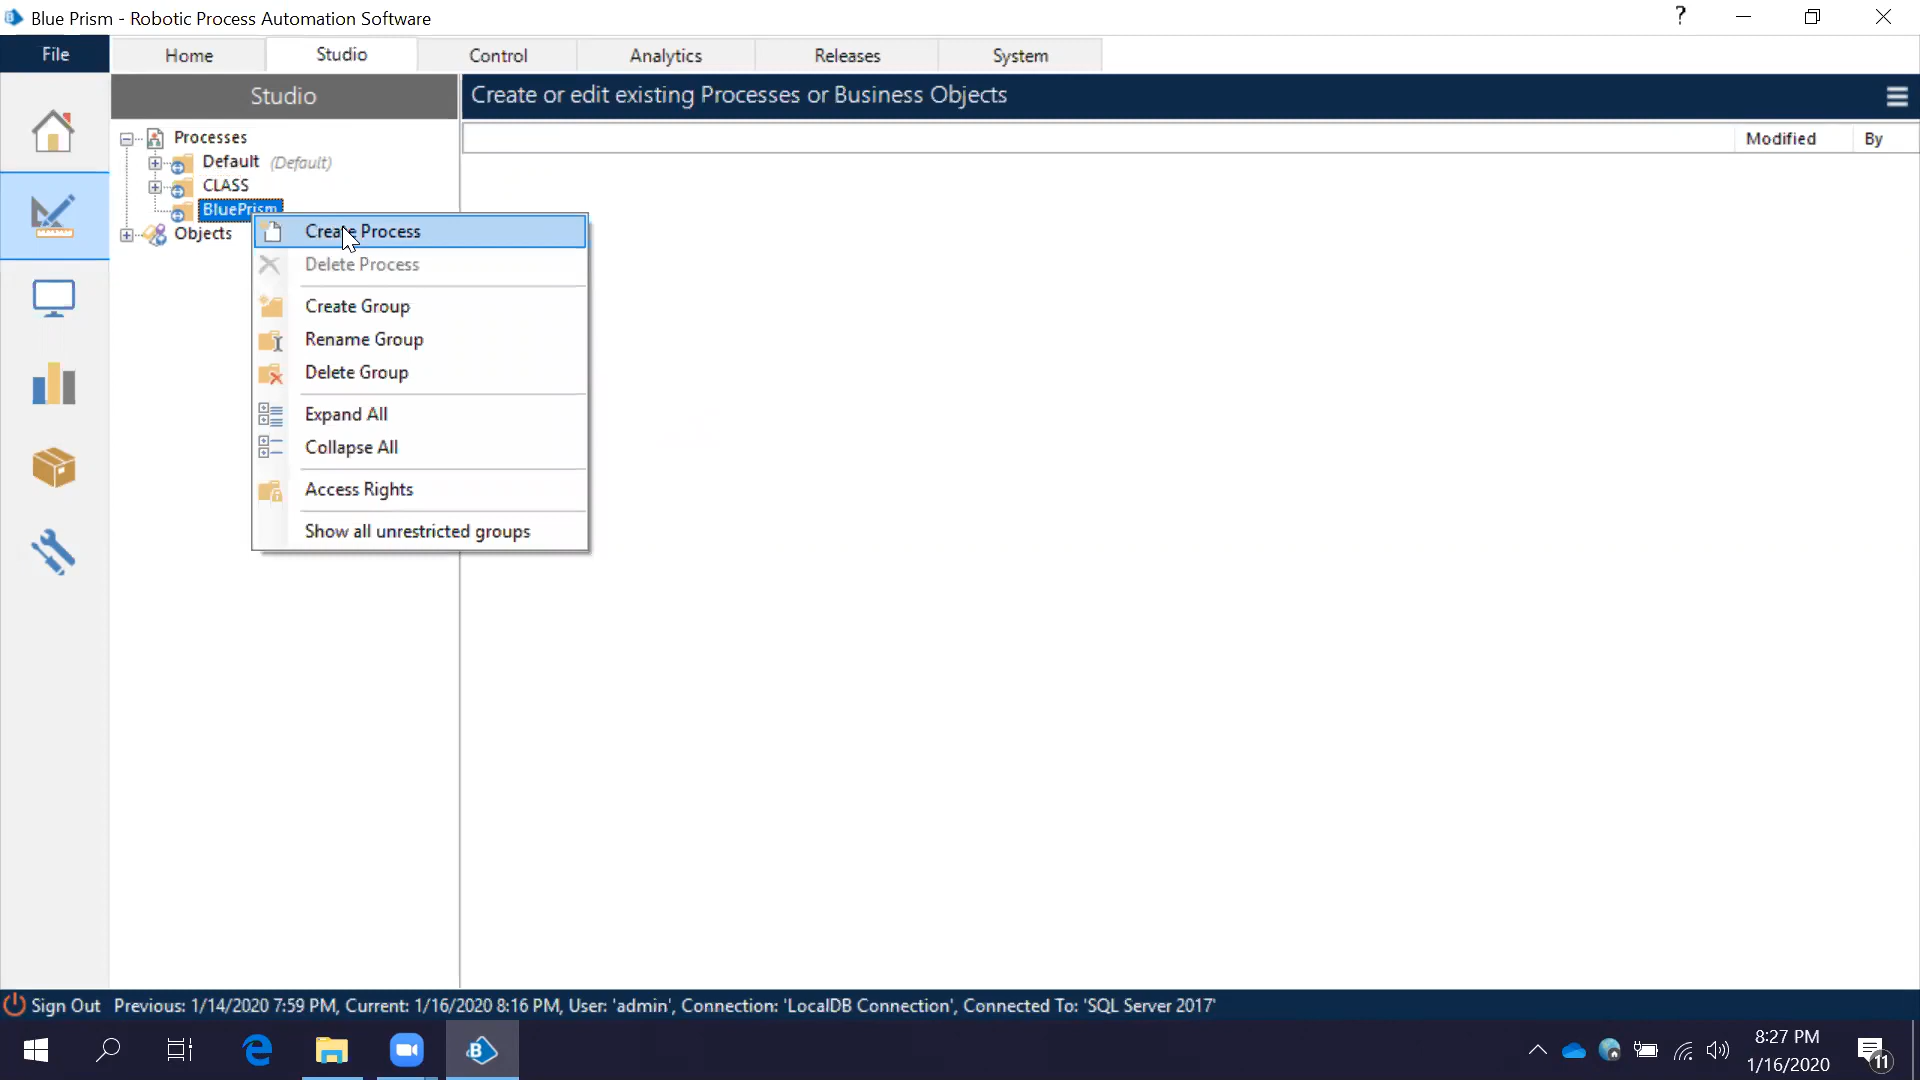 Blue Prism - Robotic Process Automation Software
?
File
Home
Studio
Control
Analytics
Releases
System
Studio
Create or edit existing Processes or Business Objects
Modified
By
Processes
Default (Default)
CLASS
BluePrism
Objects
Create Process
Delete Process
Create Group
Rename Group
Delete Group
Expand All
Collapse All
Access Rights
Show all unrestricted groups
Sign Out Previous: 1/14/2020 7:59 PM, Current: 1/16/2020 8:16 PM, User: 'admin', Connection: 'LocalDB Connection', Connected To: 'SQL Server 2017'
8:27 PM
1/16/2020
11